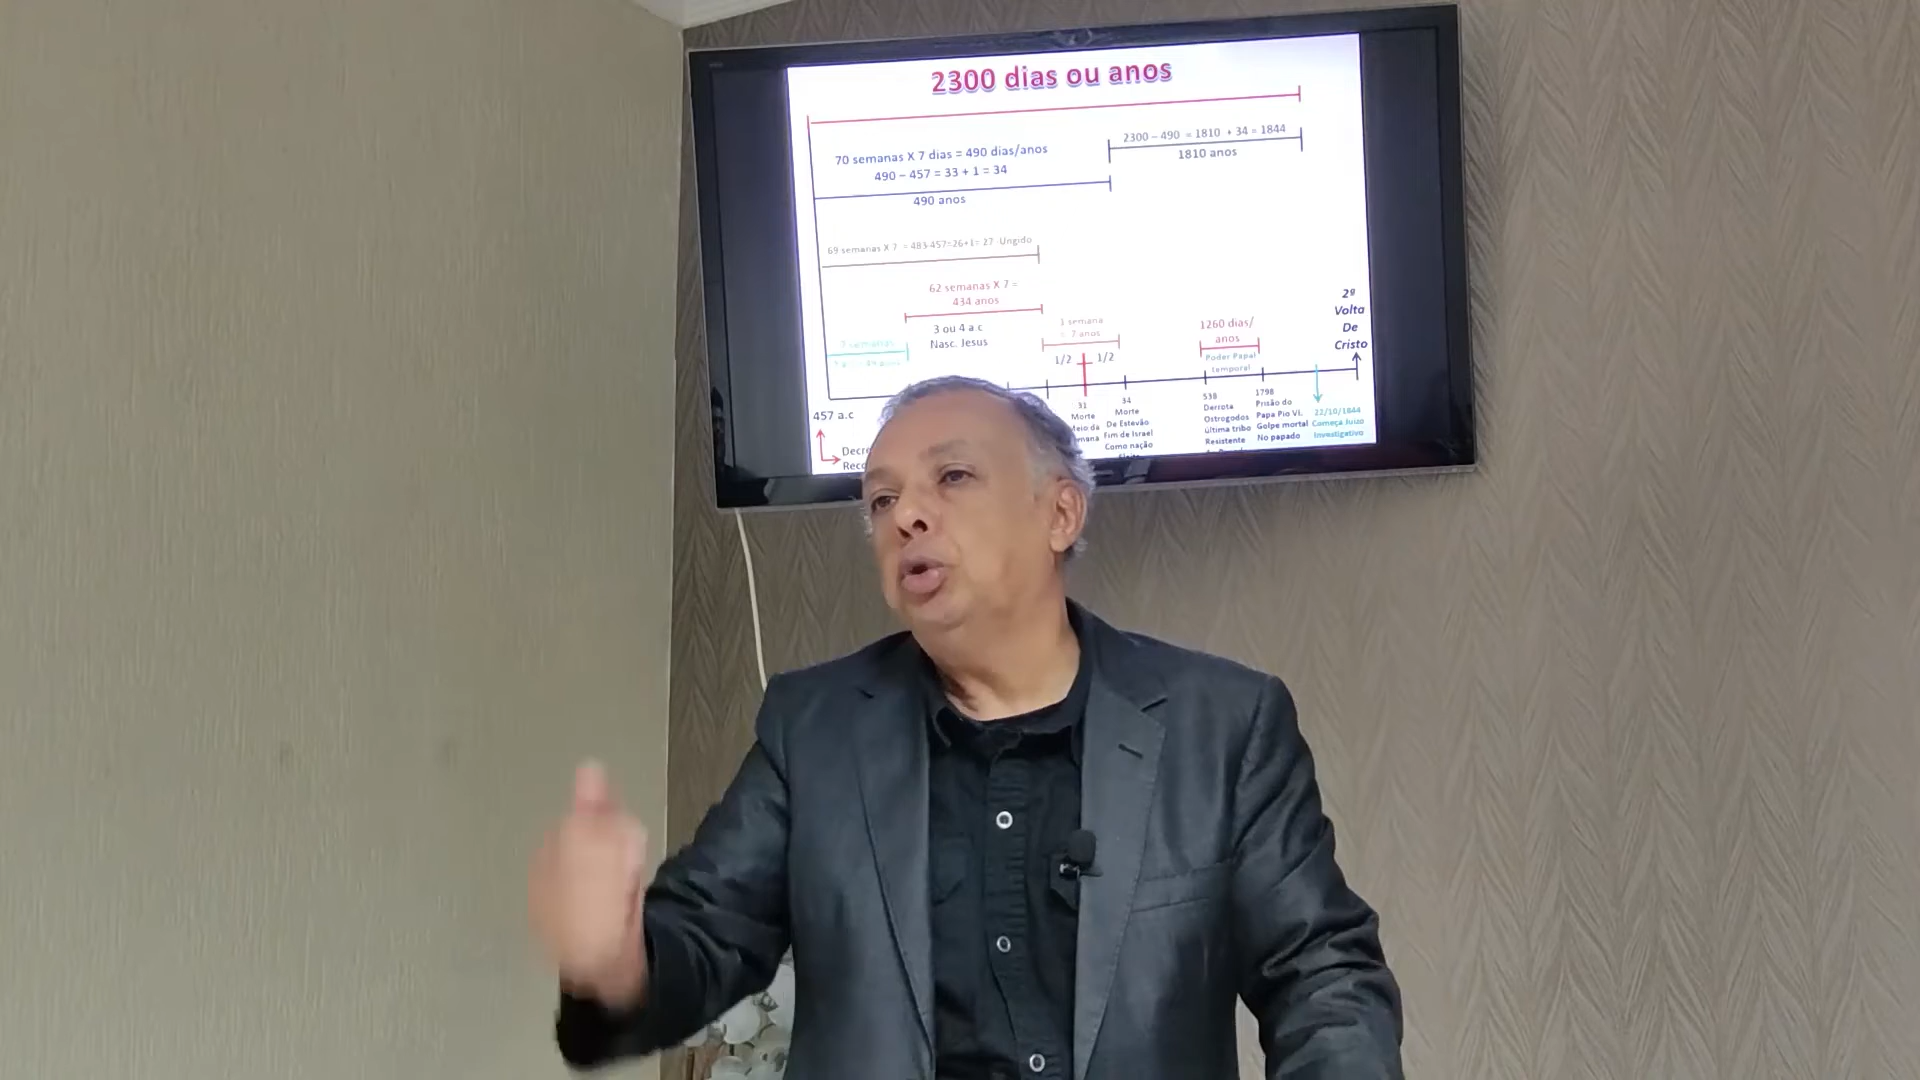 2300 dias ou anos
2300 – 490 = 1810 + 34 = 1844
1810 anos
70 semanas X 7 dias = 490 dias/anos
490 – 457 = 33 + 1 = 34
490 anos
69 semanas X 7 = 483-457=26+1= 27 Ungido
62 semanas X 7 =
434 anos
3 ou 4 a.c
Nasc. Jesus
7 semanas
1 semana
= 7 anos
1/2
1/2
1260 dias/
anos
Poder Papal
temporal
2ª
Volta
De
Cristo
457 a.c
31
Morte
34
Morte
De Estevão
Fim de Israel
Como nação
538
Derrota
Ostrogodos
última tribo
Resistente
1798
Prisão do
Papa Pio VI.
Golpe mortal
No papado
22/10/1844
Começa Juízo
Investigativo